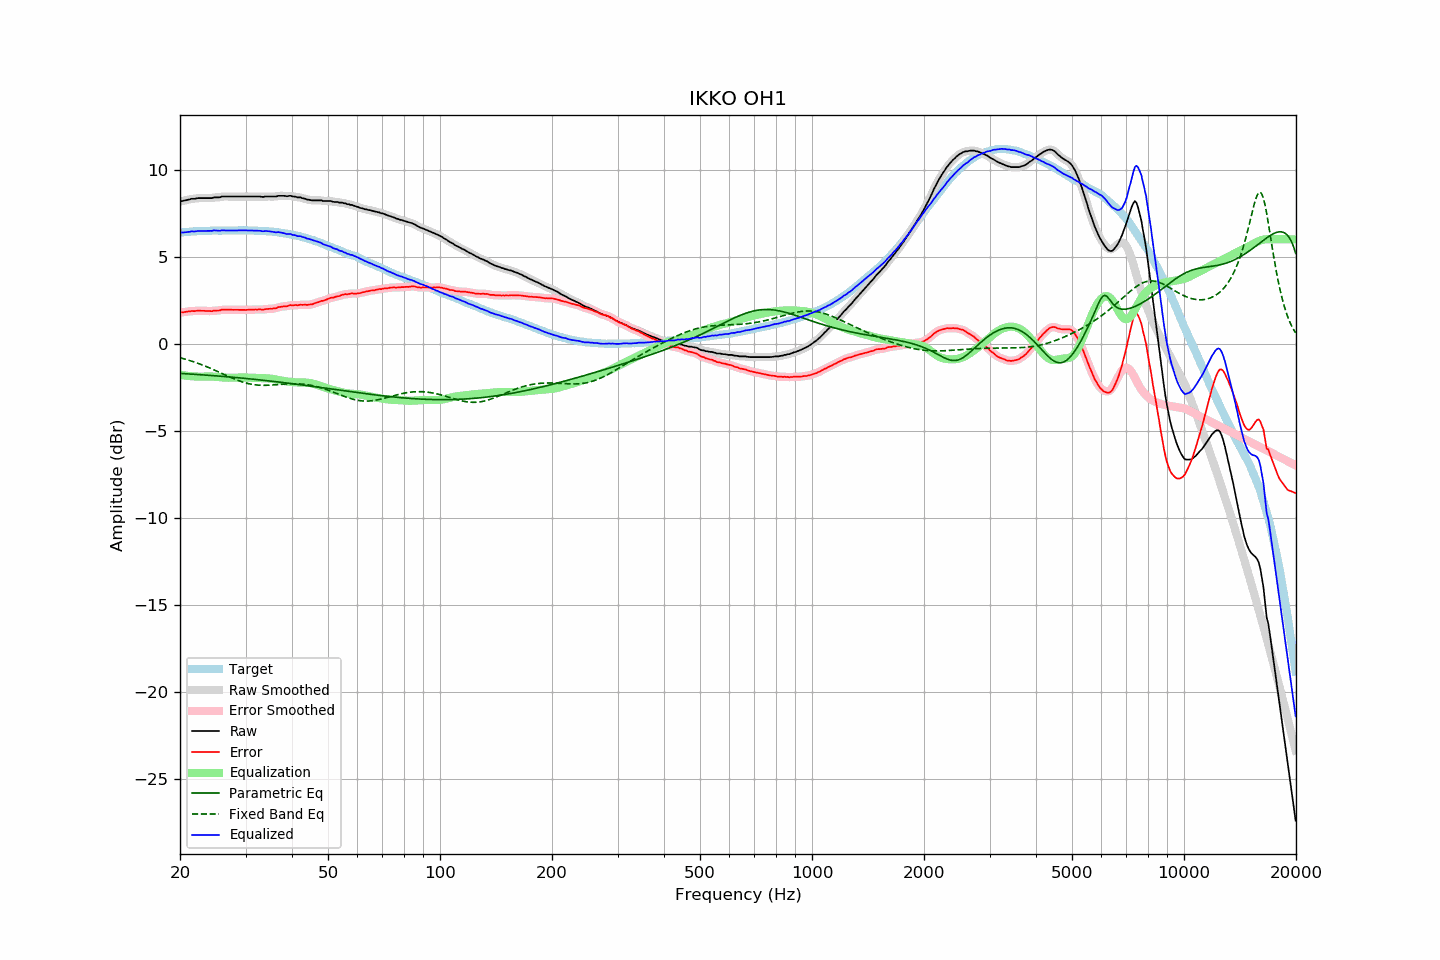 IKKO OH1
Amplitude (dBr)
10
5
0
−5
−10
−15
−20
−25
Target
Raw Smoothed
Error Smoothed
Raw
Error
Equalization
Parametric Eq
Fixed Band Eq
Equalized
20 50 100 200 500 1000 2000 5000 10000 20000
Frequency (Hz)